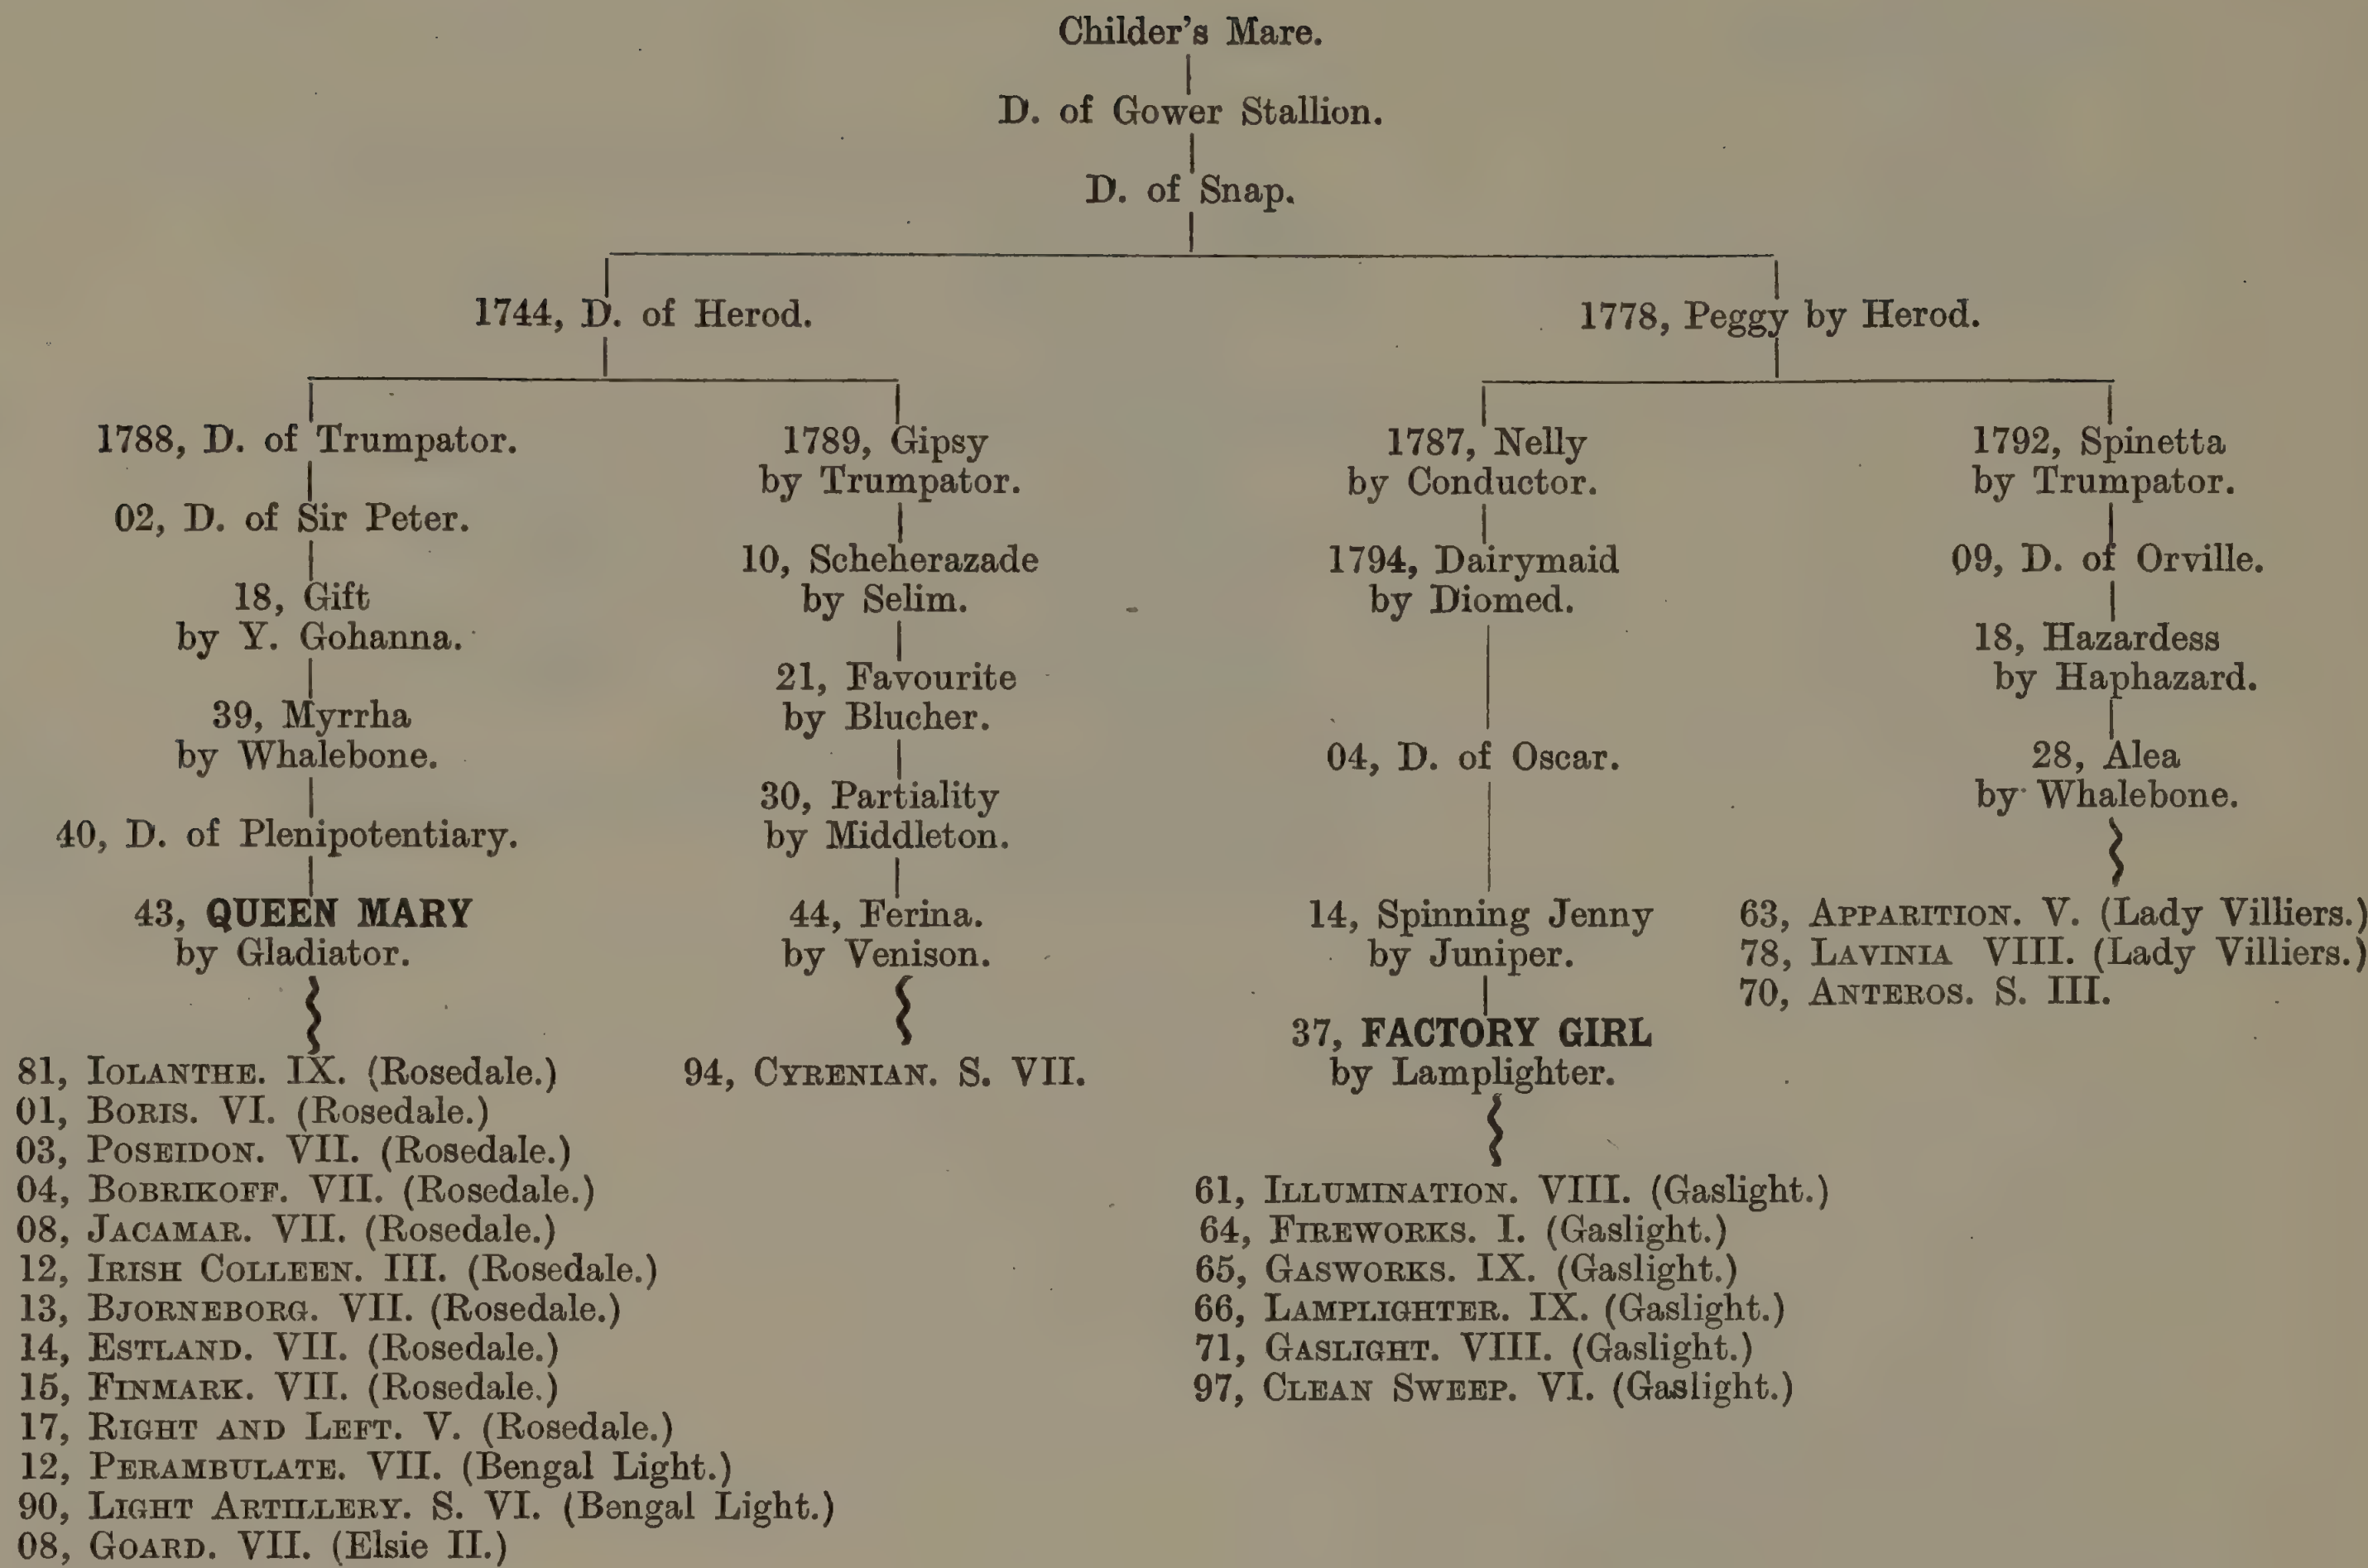 Childer's Mare.
D. of Gower Stallion.
D. of Snap.
1744, D. of Herod.
1778, Peggy by Herod.
1788, D. of Trumpator.
02, D. of Sir Peter.
18, Gift
by Y. Gohanna.
39, Myrrha
by Whalebone.
40, D. of Plenipotentiary.
43, QUEEN MARY
by Gladiator.
81, IOLANTHE. IX. (Rosedale.)
01, BORIS. VI. (Rosedale.)
03, POSEIDON. VII. (Rosedale.)
04, BOBRIKOFF. VII. (Rosedale.)
08, JACAMAR. VII. (Rosedale.)
12, IRISH COLLEEN. III. (Rosedale.)
13, BJORNEBORG. VII. (Rosedale.)
14, ESTLAND. VII. (Rosedale.)
15, FINMARK. VII. (Rosedale.)
17, RIGHT AND LEFT. V. (Rosedale.)
12, PERAMBULATE. VII. (Bengal Light.)
90, LIGHT ARTILLERY. S. VI. (Bengal Light.)
08, GOARD. VII. (Elsie II.)
1789, Gipsy
by Trumpator.
10, Scheherazade
by Selim.
21, Favourite
by Blucher.
30, Partiality
by Middleton.
44, Ferina.
by Venison.
94, CYRENIAN. S. VII.
1787, Nelly
by Conductor.
1794, Dairymaid
by Diomed.
04, D. of Oscar.
14, Spinning Jenny
by Juniper.
37, FACTORY GIRL
by Lamplighter.
61, ILLUMINATION. VIII. (Gaslight.)
64, FIREWORKS. I. (Gaslight.)
65, GASWORKS. IX. (Gaslight.)
66, LAMPLIGHTER. IX. (Gaslight.)
71, GASLIGHT. VIII. (Gaslight.)
97, CLEAN SWEEP. VI. (Gaslight.)
1792, Spinetta
by Trumpator.
09, D. of Orville.
18, Hazardess
by Haphazard.
28, Alea
by Whalebone.
63, APPARITION. V. (Lady Villiers.)
78, LAVINIA VIII. (Lady Villiers.)
70, ANTEROS. S. III.